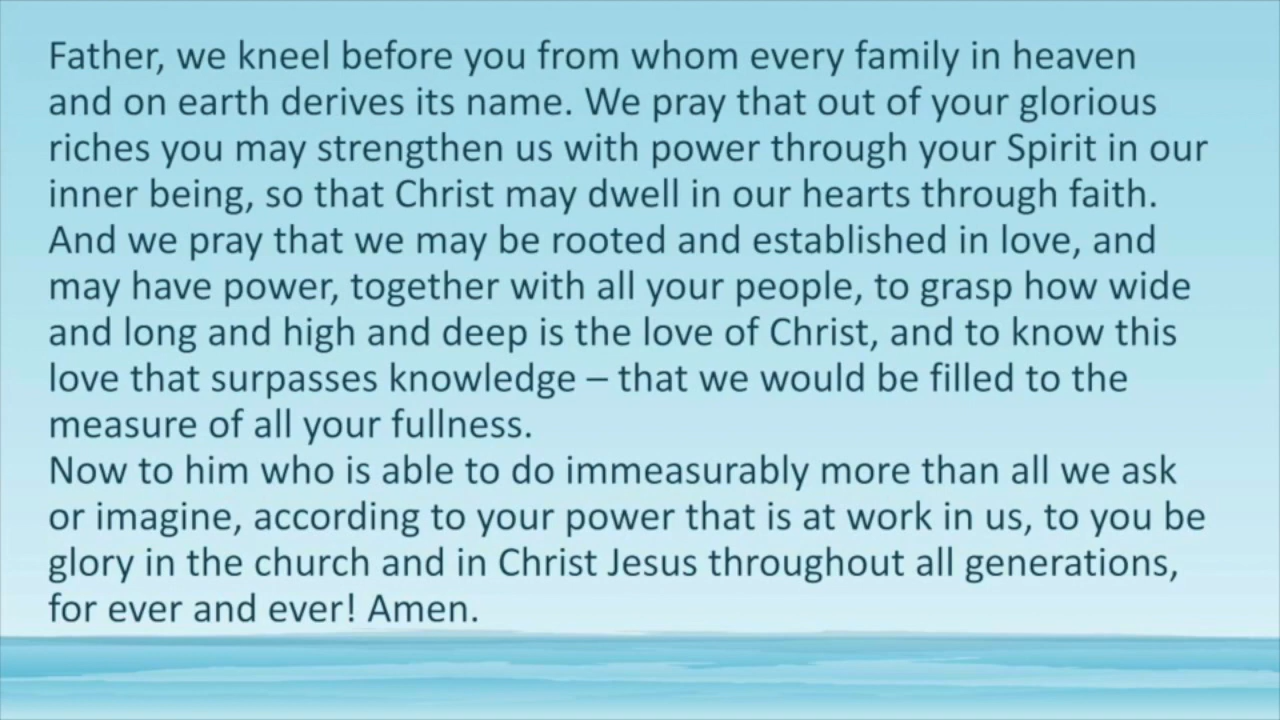 Father, we kneel before you from whom every family in heaven
and on earth derives its name. We pray that out of your glorious
riches you may strengthen us with power through your Spirit in our
inner being, so that Christ may dwell in our hearts through faith.
And we pray that we may be rooted and established in love, and
may have power, together with all your people, to grasp how wide
and long and high and deep is the love of Christ, and to know this
love that surpasses knowledge – that we would be filled to the
measure of all your fullness.
Now to him who is able to do immeasurably more than all we ask
or imagine, according to your power that is at work in us, to you be
glory in the church and in Christ Jesus throughout all generations,
for ever and ever! Amen.